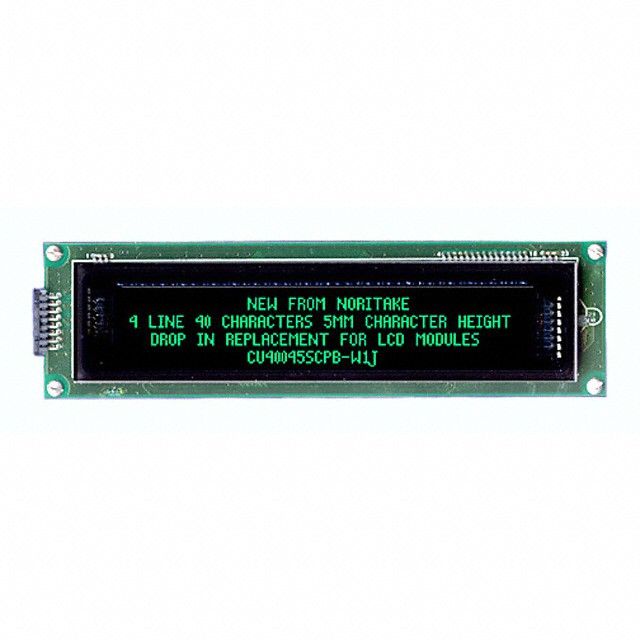 NEW FROM NORITAKE
4 LINE 40 CHARACTERS 5MM CHARACTER HEIGHT
DROP IN REPLACEMENT FOR LCD MODULES
CU40045SCPB-W1J